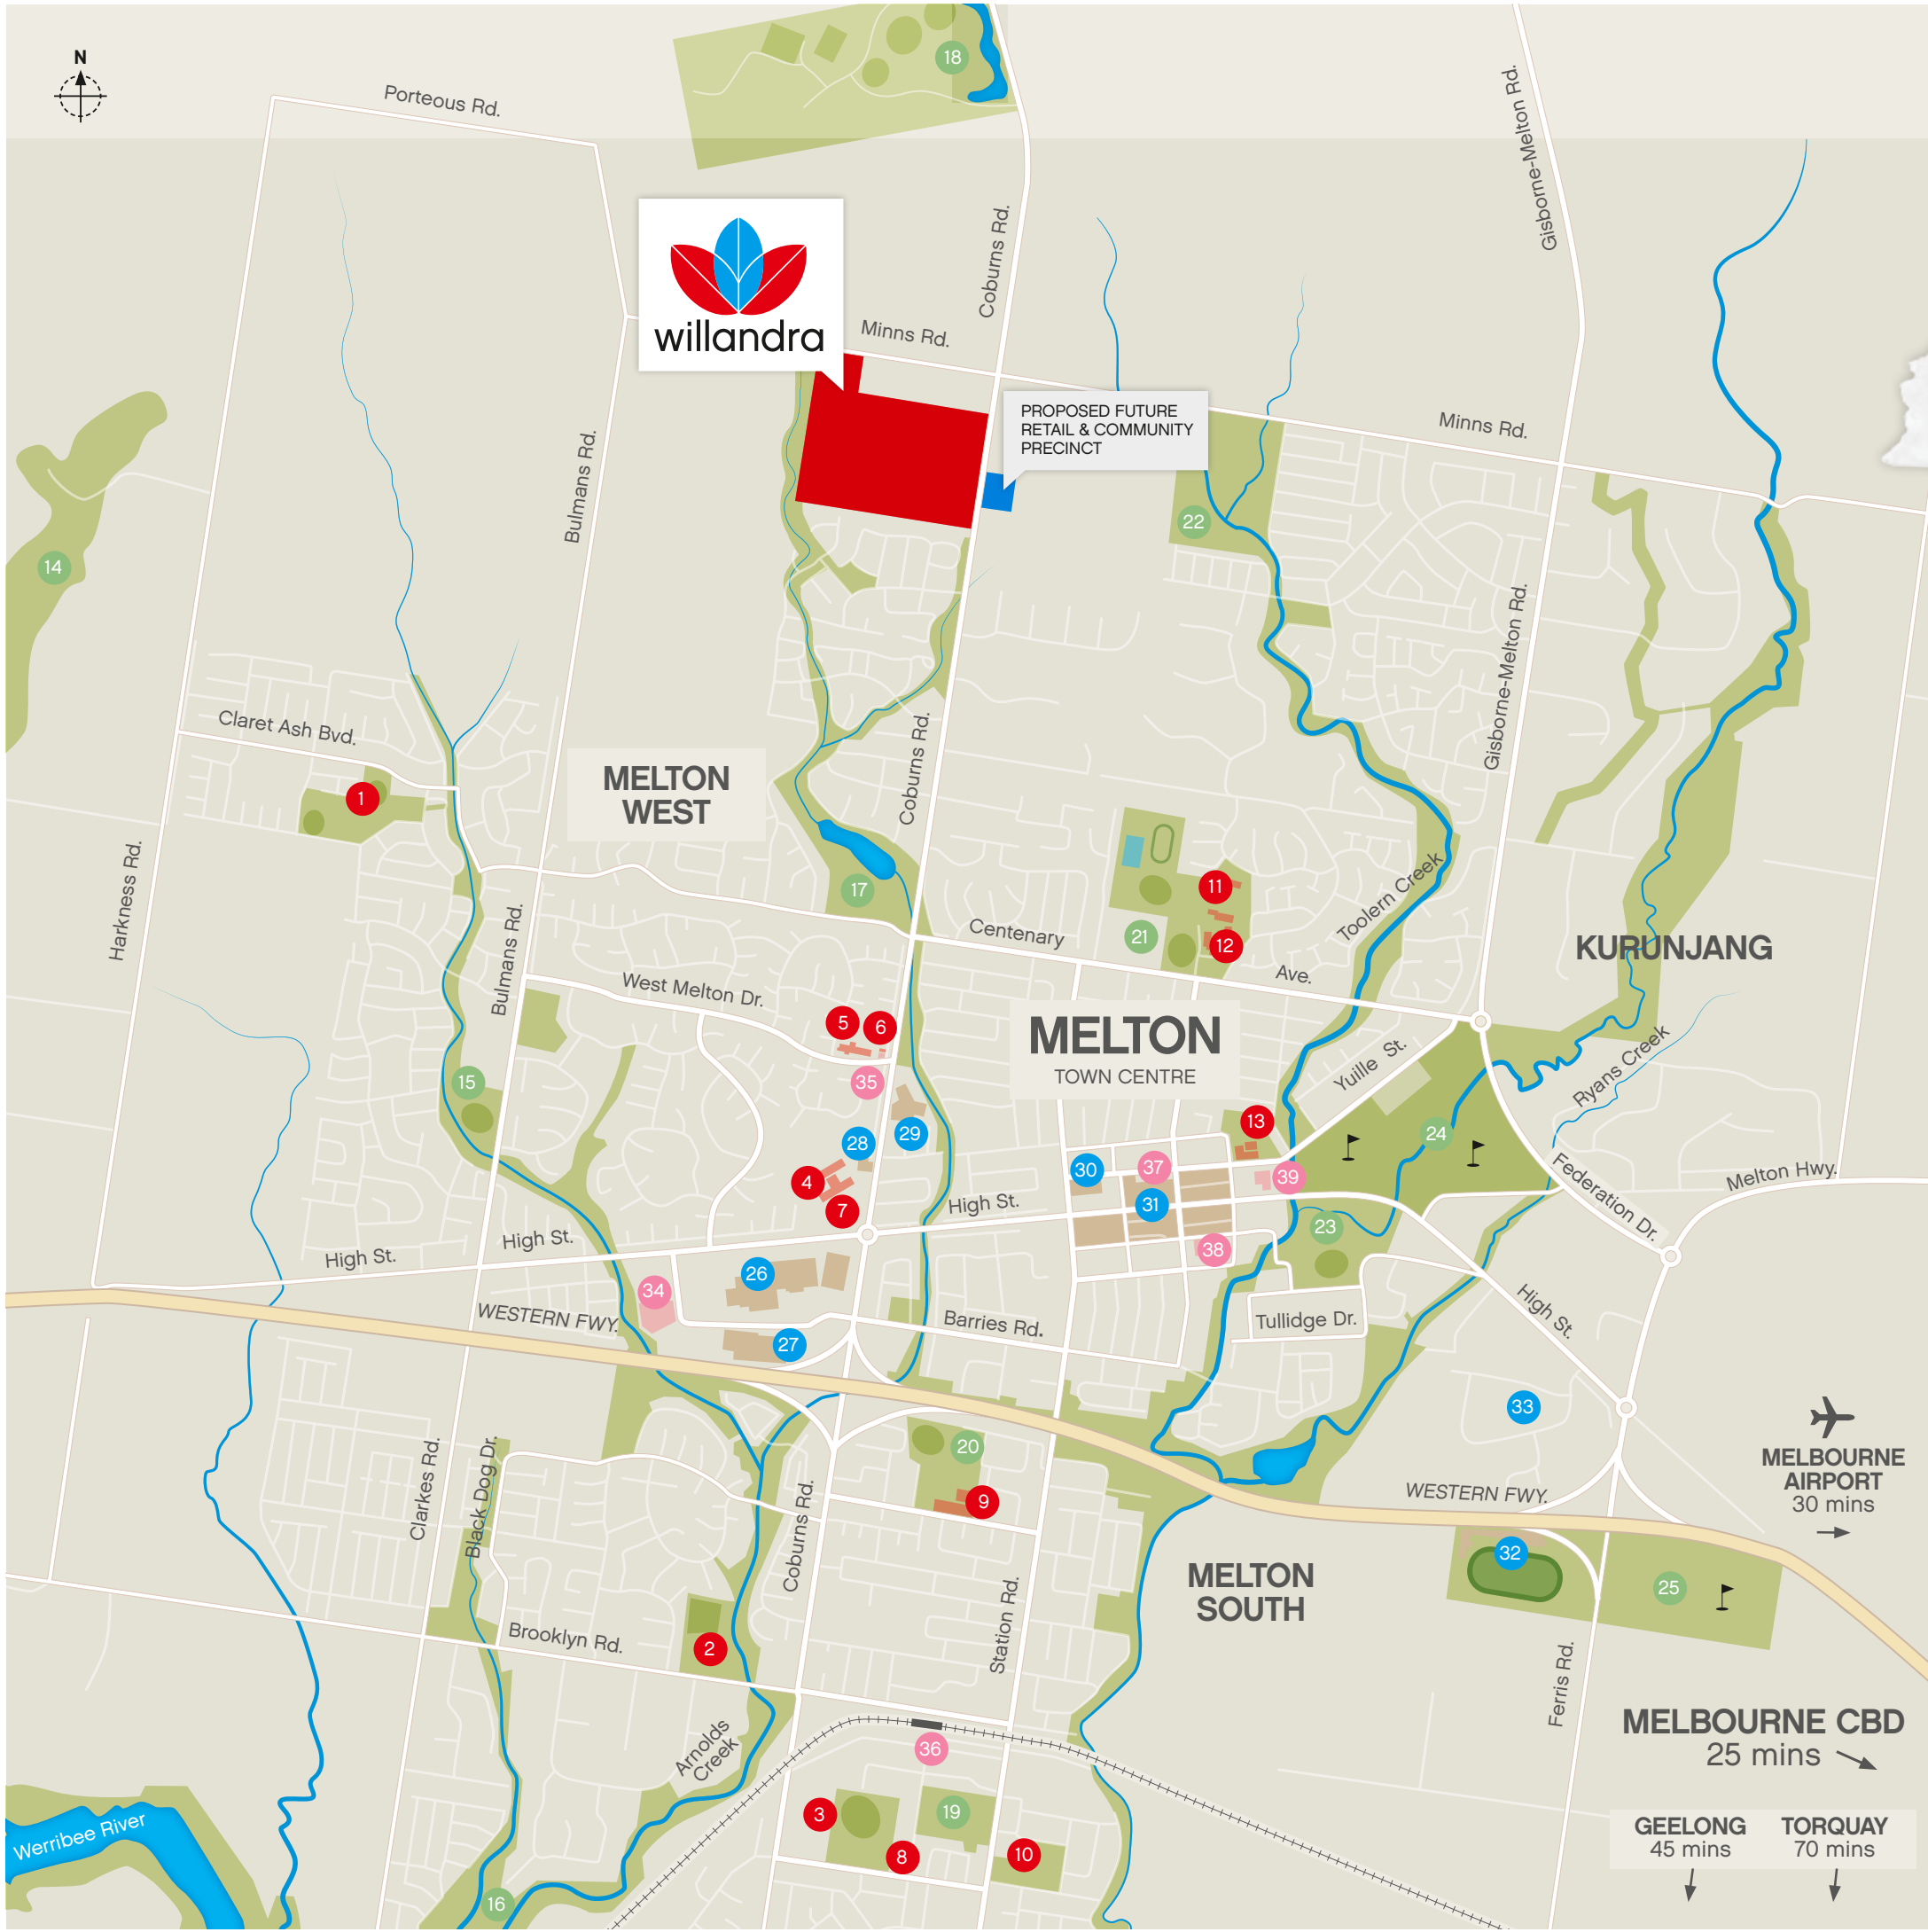 N
Porteous Rd.
18
Gisborne-Melton Rd.
willandra
Coburns Rd.
Minns Rd.
PROPOSED FUTURE
RETAIL & COMMUNITY
PRECINCT
Minns Rd.
Bulmans Rd.
22
14
Gisborne-Melton Rd.
Claret Ash Bvd.
1
MELTON
WEST
Coburns Rd.
Harkness Rd.
17
11
Toolern Creek
Centenary
21
12
Ave.
KURUNJANG
Bulmans Rd.
West Melton Dr.
5
6
MELTON
TOWN CENTRE
Yuille St.
Ryans Creek
15
35
13
24
28
29
30
37
39
4
7
31
High St.
Federation Dr.
Melton Hwy.
High St.
High St.
23
38
26
34
WESTERN FWY.
27
Barries Rd.
Tullidge Dr.
High St.
33
MELBOURNE
AIRPORT
30 mins
Clarkes Rd.
Black Dog Dr.
20
9
Coburns Rd.
WESTERN FWY.
32
25
MELTON
SOUTH
Station Rd.
Brooklyn Rd.
2
Ferris Rd.
Arnolds
Creek
36
MELBOURNE CBD
25 mins
3
19
8
10
GEELONG
45 mins
TORQUAY
70 mins
Werribee River
16